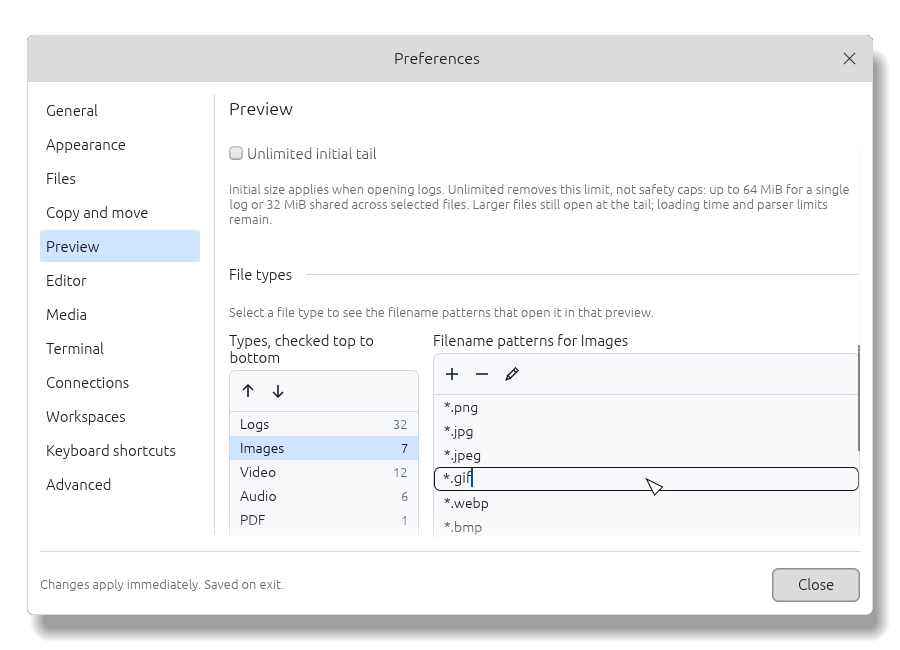 Preferences
General
Appearance
Files
Copy and move
Preview
Editor
Media
Terminal
Connections
Workspaces
Keyboard shortcuts
Advanced
Preview
Unlimited initial tail
Initial size applies when opening logs. Unlimited removes this limit, not safety caps: up to 64 MiB for a single
log or 32 MiB shared across selected files. Larger files still open at the tail; loading time and parser limits
remain.
File types
Select a file type to see the filename patterns that open it in that preview.
Types, checked top to
bottom
Logs 32
Images 7
Video 12
Audio 6
PDF 1
Filename patterns for Images
*.png
*.jpg
*.jpeg
*.gif
*.webp
*.bmp
Changes apply immediately. Saved on exit.
Close